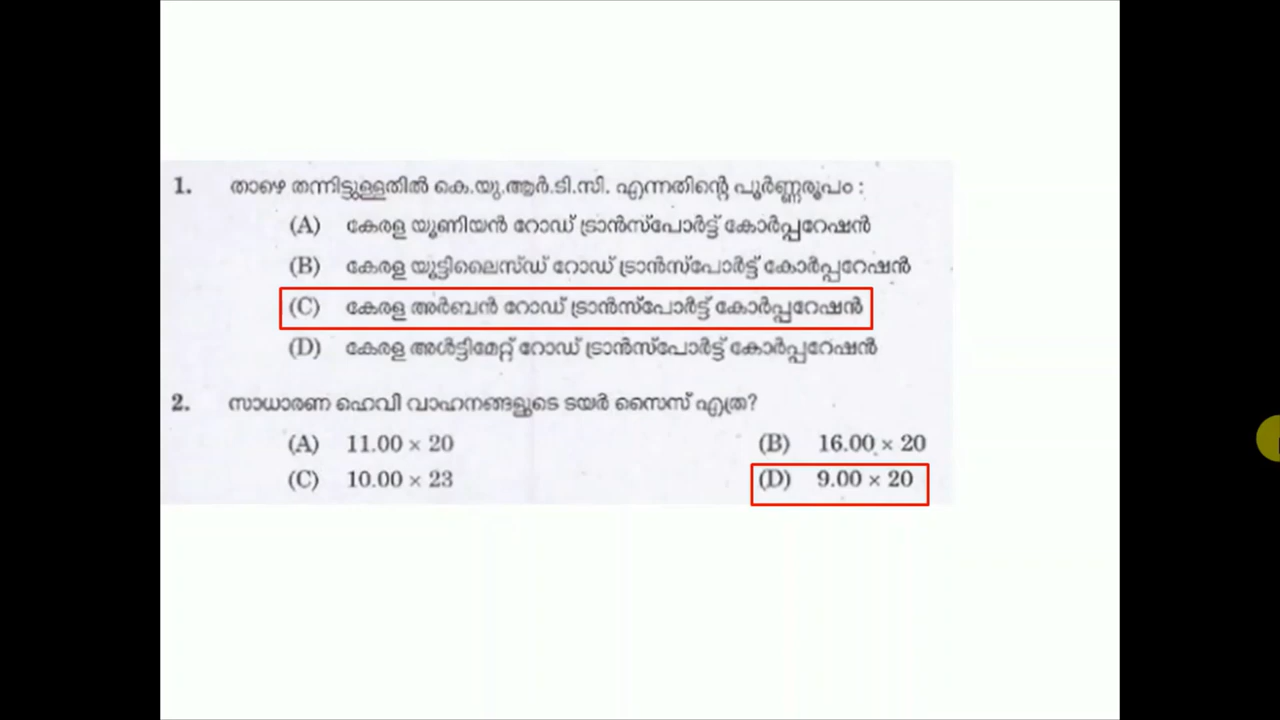 1. താഴെ തന്നിട്ടുള്ളതിൽ കെ.യു.ആർ.ടി.സി. എന്നതിന്റെ പൂർണ്ണരൂപം :
(A) കേരള യൂണിയൻ റോഡ് ട്രാൻസ്പോർട്ട് കോർപ്പറേഷൻ
(B) കേരള യൂട്ടിലൈസ്ഡ് റോഡ് ട്രാൻസ്പോർട്ട് കോർപ്പറേഷൻ
(C) കേരള അർബൻ റോഡ് ട്രാൻസ്പോർട്ട് കോർപ്പറേഷൻ
(D) കേരള അൾട്ടിമേറ്റ് റോഡ് ട്രാൻസ്പോർട്ട് കോർപ്പറേഷൻ
2. സാധാരണ ഹെവി വാഹനങ്ങളുടെ ടയർ സൈസ് എത്ര?
(A) 11.00 × 20 (B) 16.00 × 20
(C) 10.00 × 23 (D) 9.00 × 20